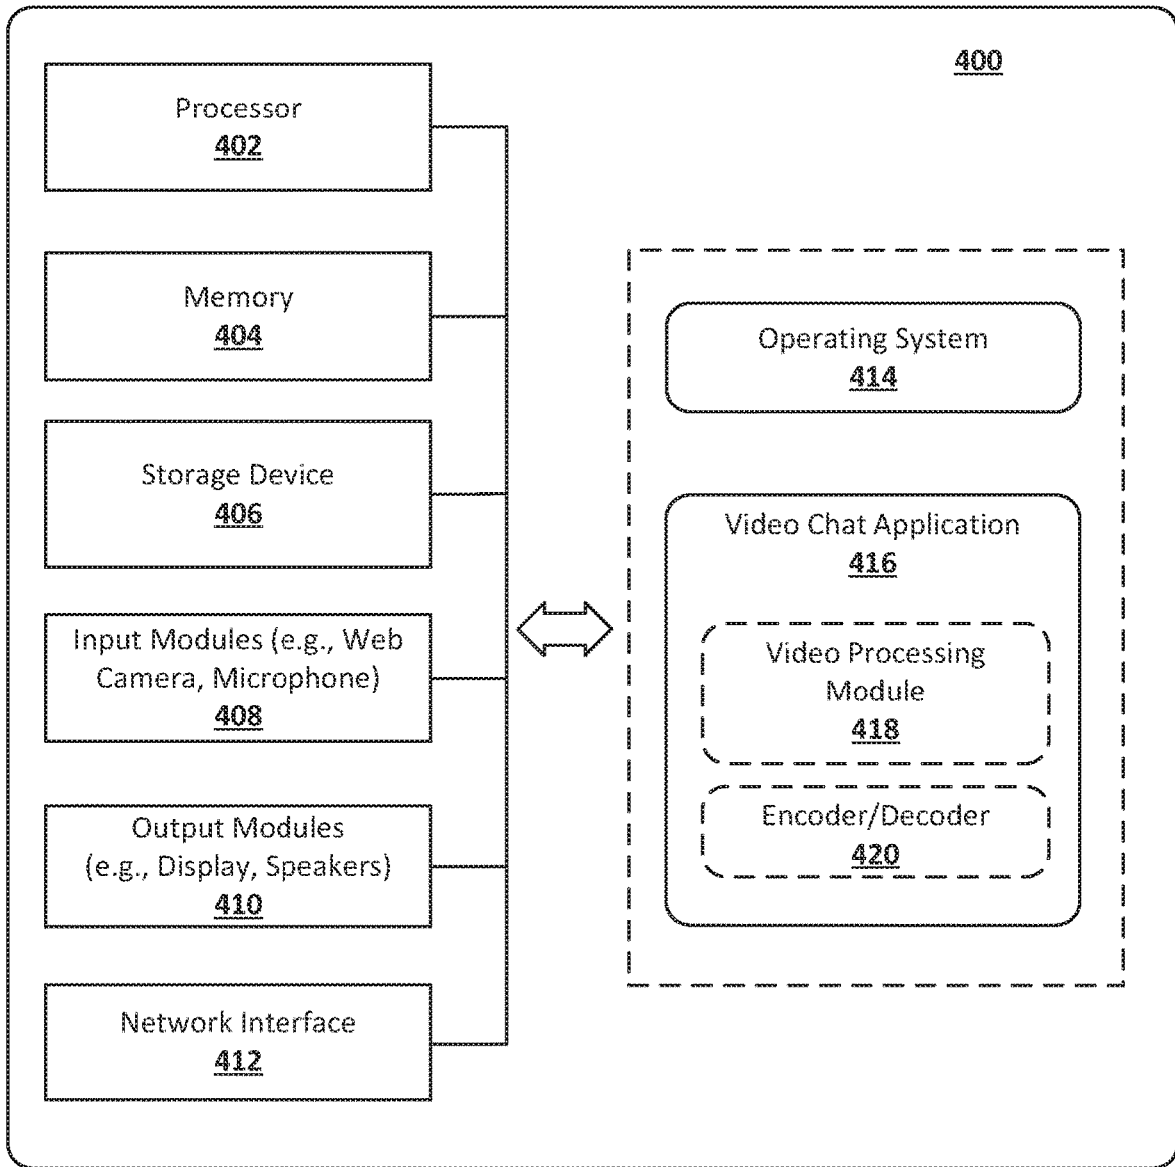 400
Processor
402
Memory
404
Storage Device
406
Input Modules (e.g., Web
Camera, Microphone)
408
Output Modules
(e.g., Display, Speakers)
410
Network Interface
412
Operating System
414
Video Chat Application
416
Video Processing
Module
418
Encoder/Decoder
420